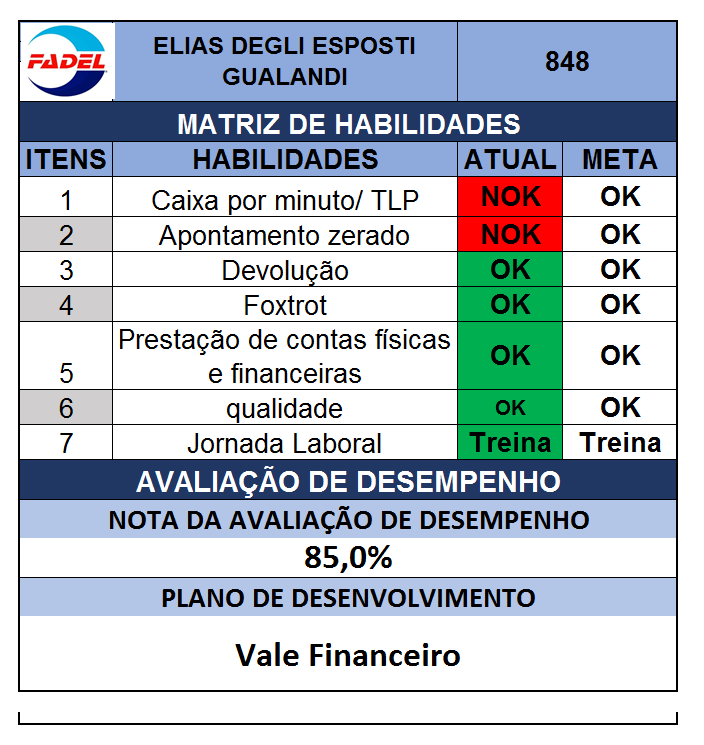 FADEL
ELIAS DEGLI ESPOSTI
GUALANDI
848
MATRIZ DE HABILIDADES
ITENS HABILIDADES ATUAL META
1 Caixa por minuto/ TLP NOK OK
2 Apontamento zerado NOK OK
3 Devolução OK OK
4 Foxtrot OK OK
5 Prestação de contas físicas
e financeiras OK OK
6 qualidade OK OK
7 Jornada Laboral Treina Treina
AVALIAÇÃO DE DESEMPENHO
NOTA DA AVALIAÇÃO DE DESEMPENHO
85,0%
PLANO DE DESENVOLVIMENTO
Vale Financeiro